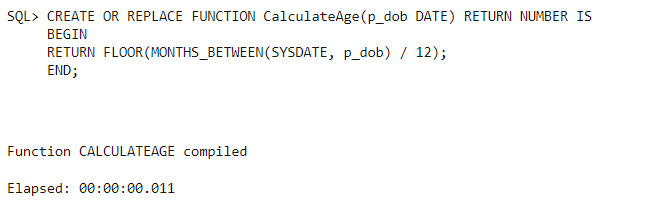 SQL> CREATE OR REPLACE FUNCTION CalculateAge(p_dob DATE) RETURN NUMBER IS
BEGIN
RETURN FLOOR(MONTHS_BETWEEN(SYSDATE, p_dob) / 12);
END;
Function CALCULATEAGE compiled
Elapsed: 00:00:00.011